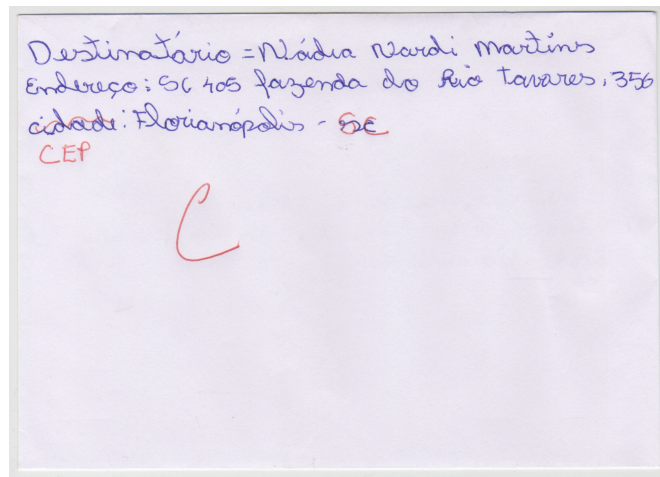 Destinatário = Nádia Nardi Martins
Endereço: SC 405 fazenda do Rio Tavares, 356
cidade: Florianópolis - SC
CEP
C